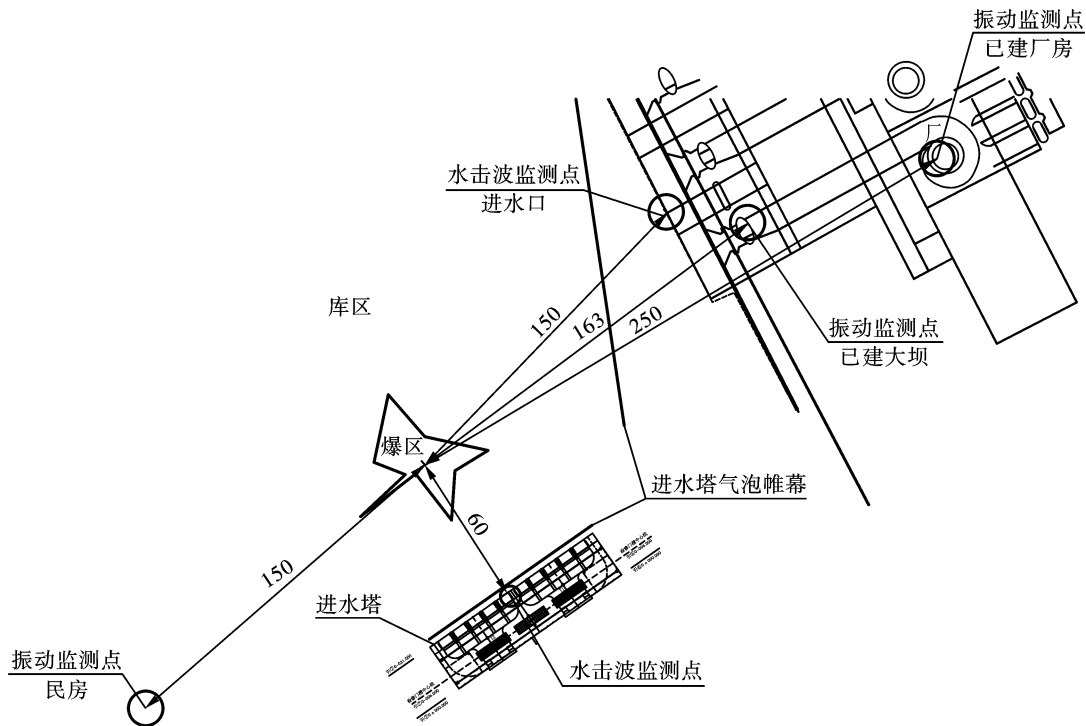 振动监测点
已建厂房
厂
水击波监测点
进水口
库区
150
163
250
振动监测点
已建大坝
爆区
进水塔气泡帷幕
60
150
进水塔
水击波监测点
振动监测点
民房